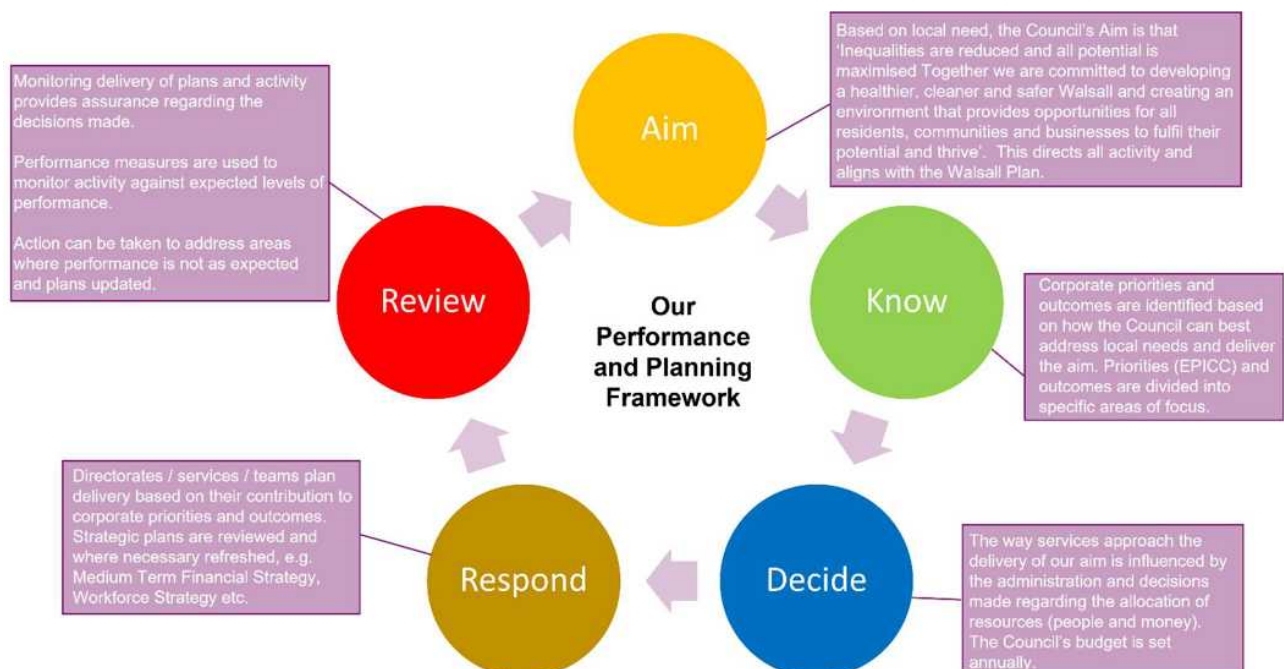 Aim
Based on local need, the Council's Aim is that
'Inequalities are reduced and all potential is
maximised Together we are committed to developing
a healthier, cleaner and safer Walsall and creating an
environment that provides opportunities for all
residents, communities and businesses to fulfil their
potential and thrive'. This directs all activity and
aligns with the Walsall Plan.
Know
Corporate priorities and
outcomes are identified based
on how the Council can best
address local needs and deliver
the aim. Priorities (EPICC) and
outcomes are divided into
specific areas of focus.
Decide
The way services approach the
delivery of our aim is influenced by
the administration and decisions
made regarding the allocation of
resources (people and money).
The Council's budget is set
annually.
Respond
Directorates / services / teams plan
delivery based on their contribution to
corporate priorities and outcomes.
Strategic plans are reviewed and
where necessary refreshed, e.g.
Medium Term Financial Strategy,
Workforce Strategy etc.
Review
Monitoring delivery of plans and activity
provides assurance regarding the
decisions made.
Performance measures are used to
monitor activity against expected levels of
performance.
Action can be taken to address areas
where performance is not as expected
and plans updated.
Our
Performance
and Planning
Framework